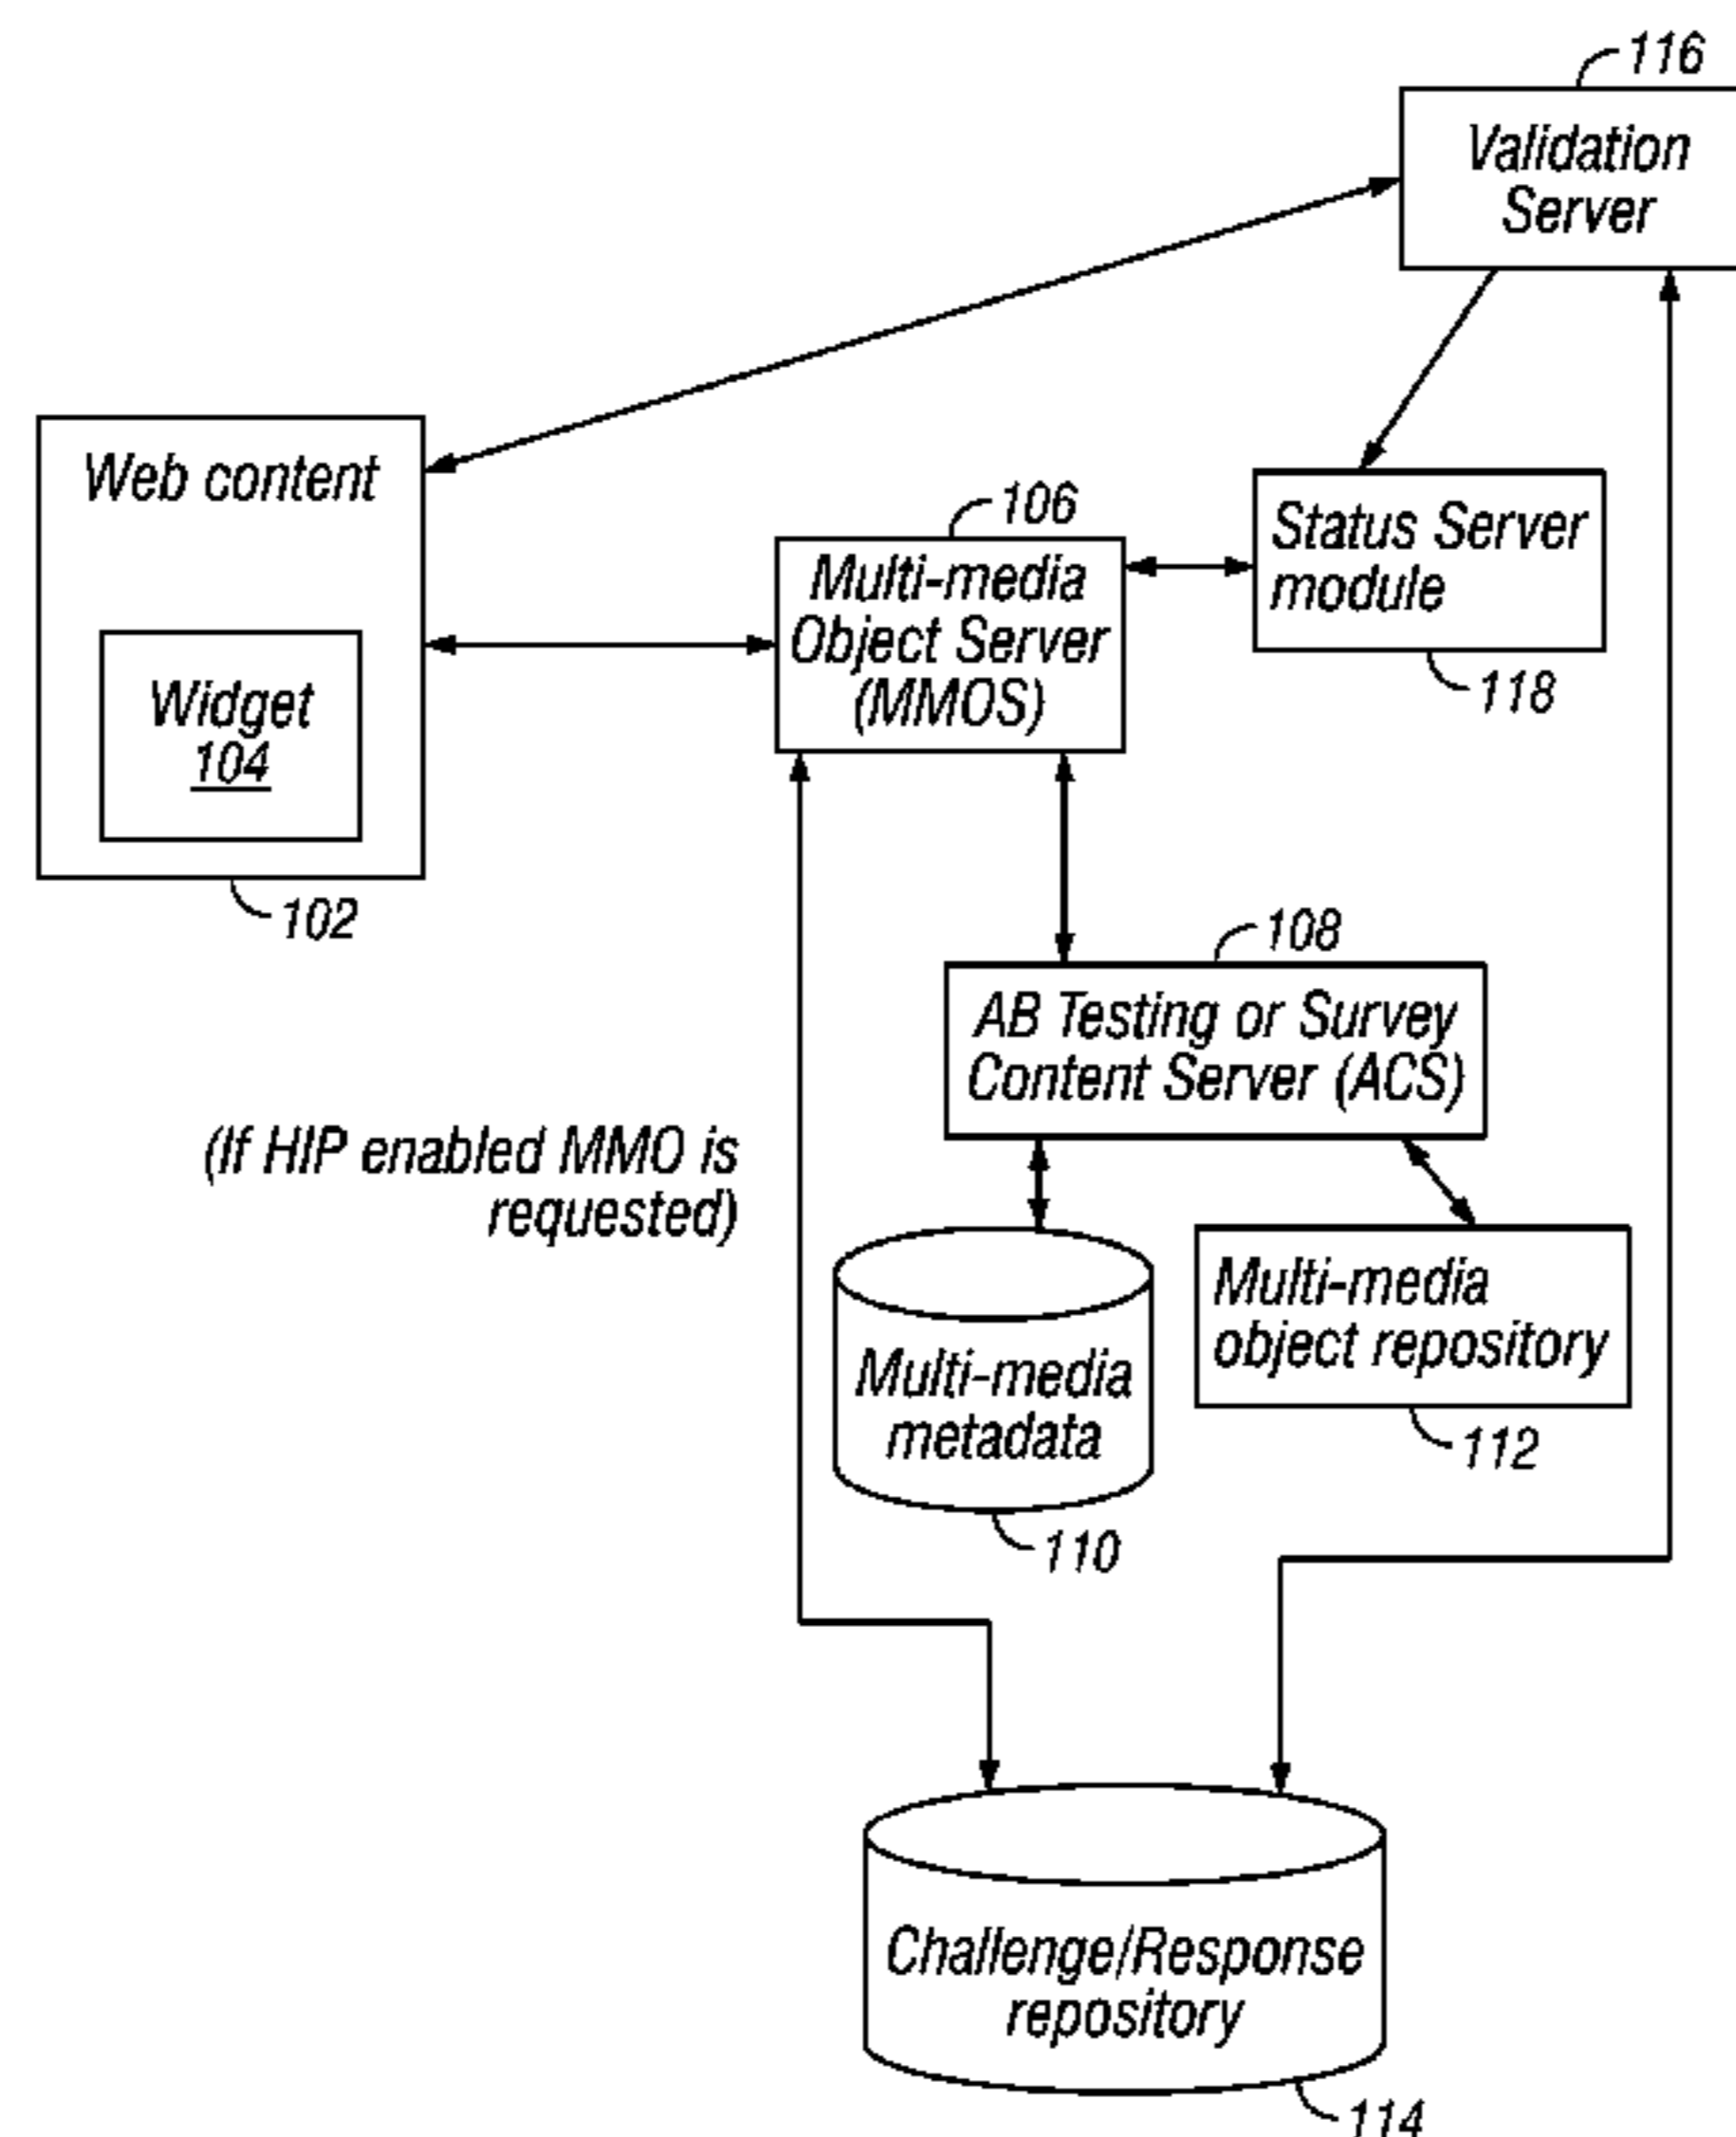 116
Validation
Server
Web content
Widget
104
102
106
Multi-media
Object Server
(MMOS)
Status Server
module
118
108
AB Testing or Survey
Content Server (ACS)
(If HIP enabled MMO is
requested)
Multi-media
metadata
110
Multi-media
object repository
112
Challenge/Response
repository
114